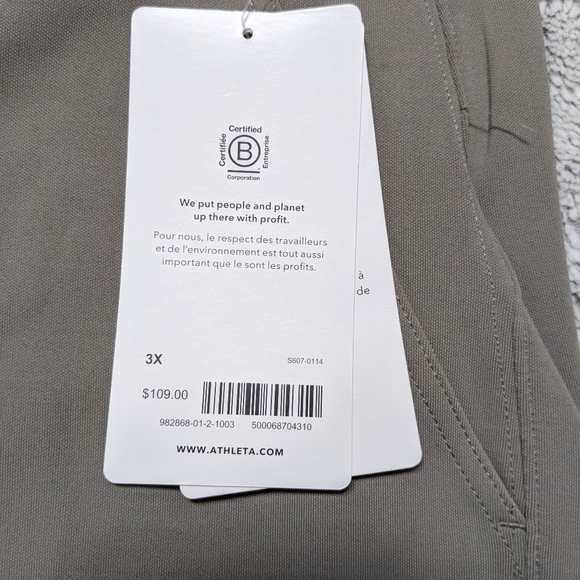 Certified
Certifiée
B
Entreprise
Corporation
We put people and planet
up there with profit.
Pour nous, le respect des travailleurs
et de l'environnement est tout aussi
important que le sont les profits.
à
de
3X
S607-0114
$109.00
982868-01-2-1003 500068704310
WWW.ATHLETA.COM